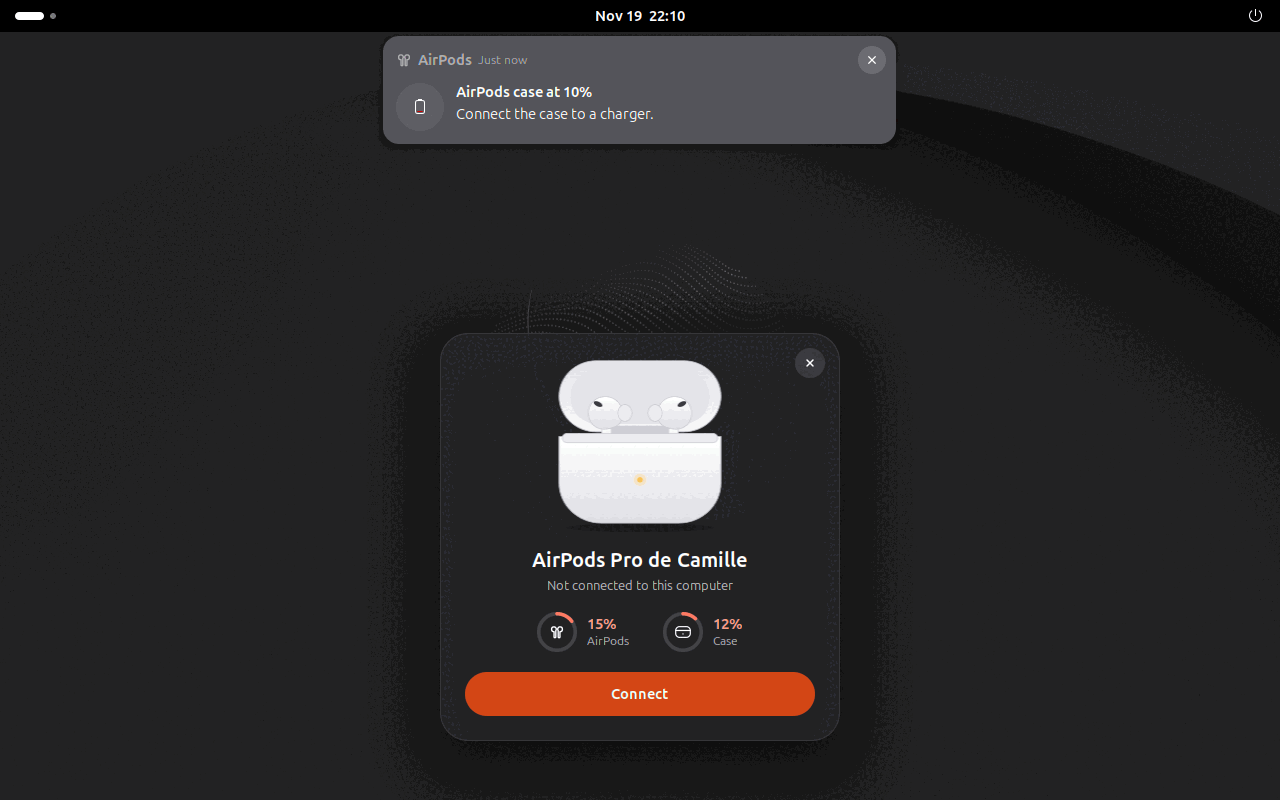 Nov 19 22:10
AirPods Just now
AirPods case at 10%
Connect the case to a charger.
AirPods Pro de Camille
Not connected to this computer
15%
AirPods
12%
Case
Connect